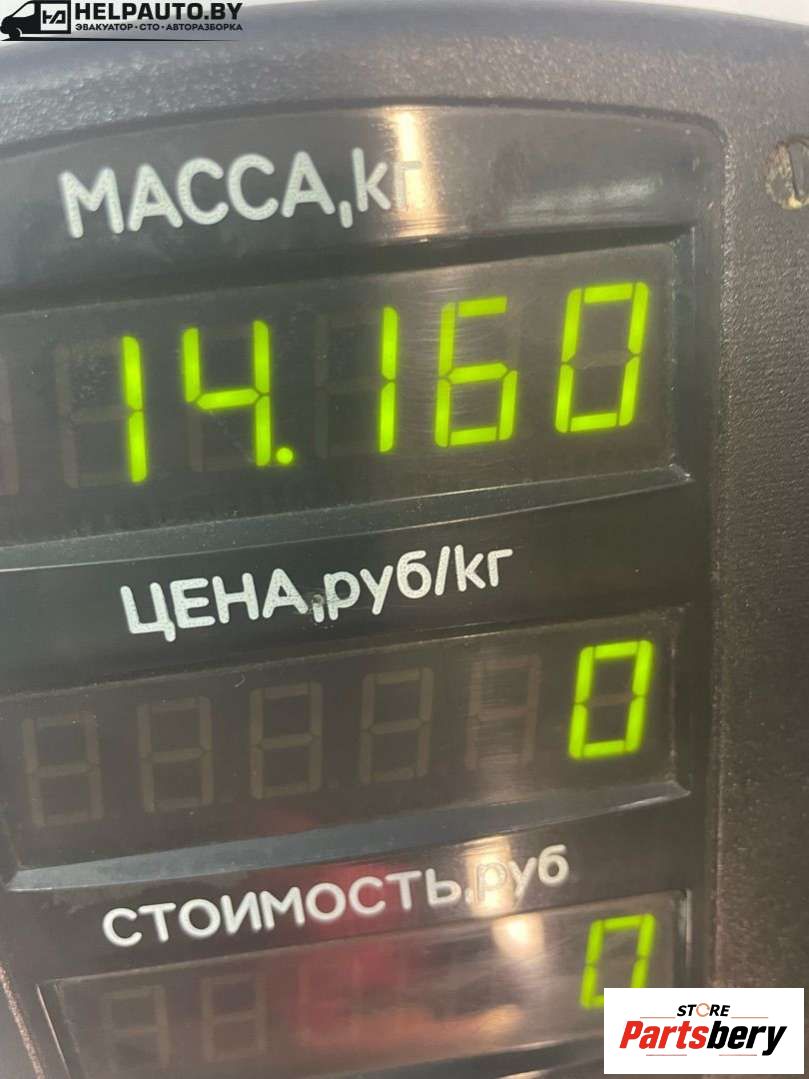 HELPAUTO.BY
ЭВАКУАТОР•СТО•АВТОРАЗБОРКА
МАССА,кг
14.160
ЦЕНА,руб/кг
0
СТОИМОСТЬ,руб
0
STORE
Partsbery